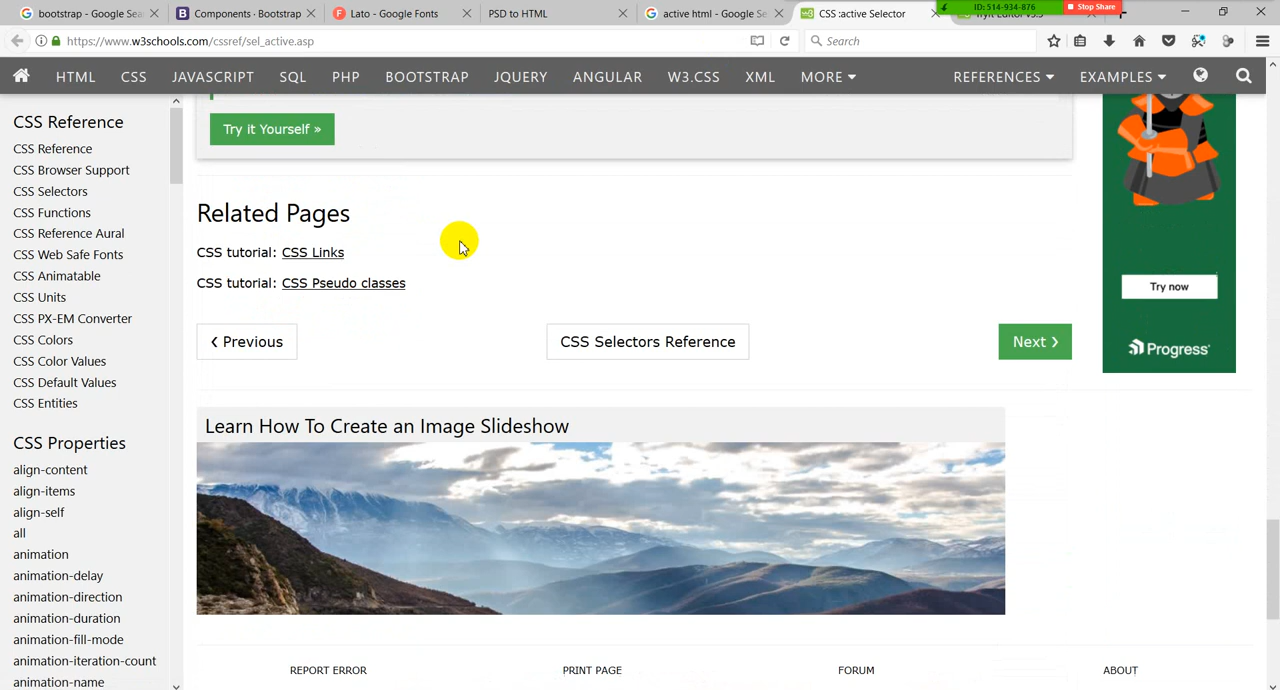 bootstrap - Google Sea
Components · Bootstrap
Lato - Google Fonts
PSD to HTML
active html - Google Se
CSS :active Selector
ID: 514-934-876
Stop Share
https://www.w3schools.com/cssref/sel_active.asp
Search
HTML CSS JAVASCRIPT SQL PHP BOOTSTRAP JQUERY ANGULAR W3.CSS XML MORE REFERENCES EXAMPLES
CSS Reference
CSS Reference
CSS Browser Support
CSS Selectors
CSS Functions
CSS Reference Aural
CSS Web Safe Fonts
CSS Animatable
CSS Units
CSS PX-EM Converter
CSS Colors
CSS Color Values
CSS Default Values
CSS Entities
CSS Properties
align-content
align-items
align-self
all
animation
animation-delay
animation-direction
animation-duration
animation-fill-mode
animation-iteration-count
animation-name
Try it Yourself »
Related Pages
CSS tutorial: CSS Links
CSS tutorial: CSS Pseudo classes
❮ Previous
CSS Selectors Reference
Next ❯
Learn How To Create an Image Slideshow
REPORT ERROR
PRINT PAGE
FORUM
ABOUT
Try now
Progress